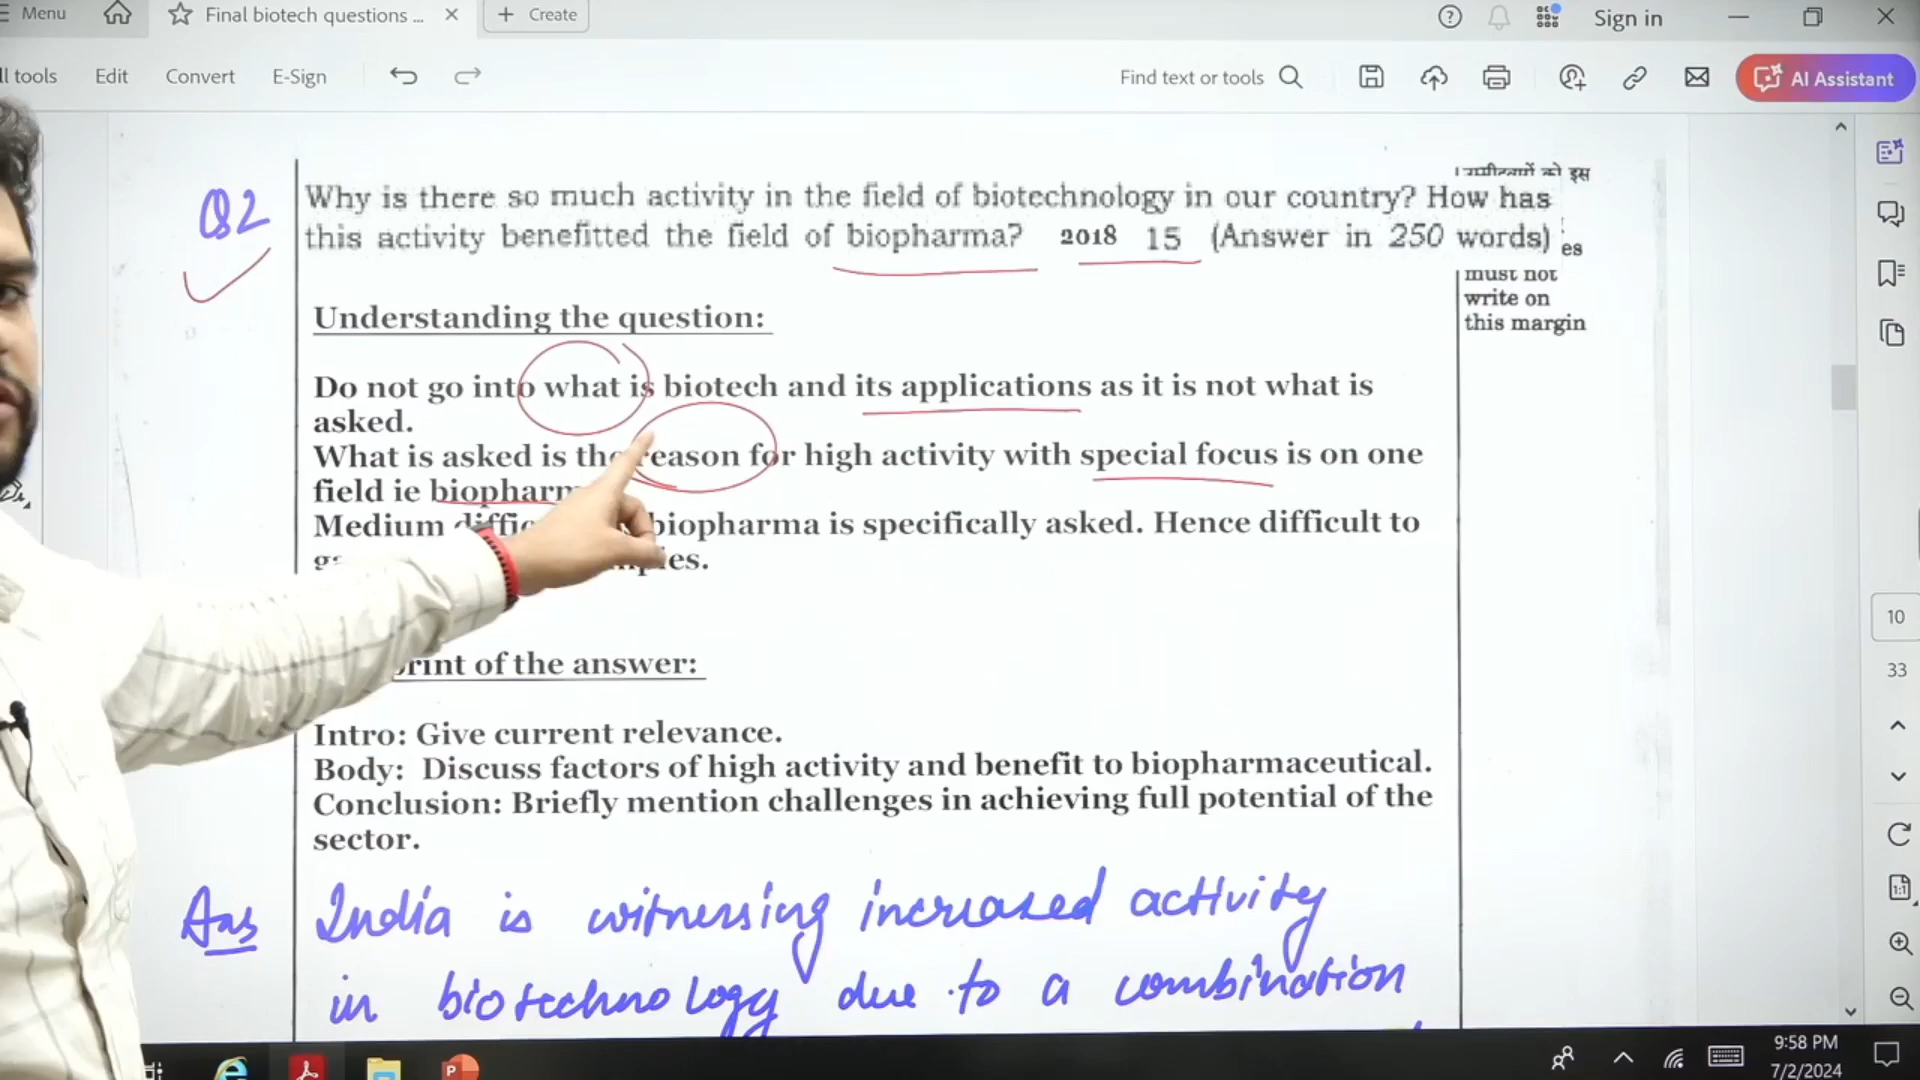 Menu
Final biotech questions ...
Create
Sign in
ll tools
Edit
Convert
E-Sign
Find text or tools
AI Assistant
इस
Q2
Why is there so much activity in the field of biotechnology in our country? How has
this activity benefitted the field of biopharma? 2018 15 (Answer in 250 words)
es
must not
write on
this margin
Understanding the question:
Do not go into what is biotech and its applications as it is not what is
asked.
What is asked is the reason for high activity with special focus is on one
field ie biopharm
Medium biopharma is specifically asked. Hence difficult to
print of the answer:
Intro: Give current relevance.
Body: Discuss factors of high activity and benefit to biopharmaceutical.
Conclusion: Briefly mention challenges in achieving full potential of the
sector.
Ans India is witnessing increased activity
in biotechnology due to a combination
10
33
1:1
9:58 PM
7/2/2024